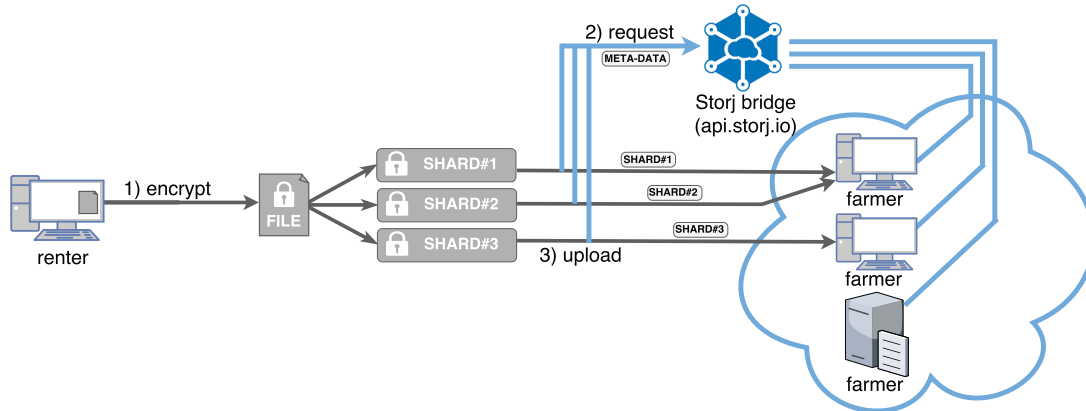 2) request
META-DATA
Storj bridge
(api.storj.io)
1) encrypt
SHARD#1
SHARD#1
SHARD#2
SHARD#2
FILE
SHARD#3
SHARD#3
3) upload
renter
farmer
farmer
farmer